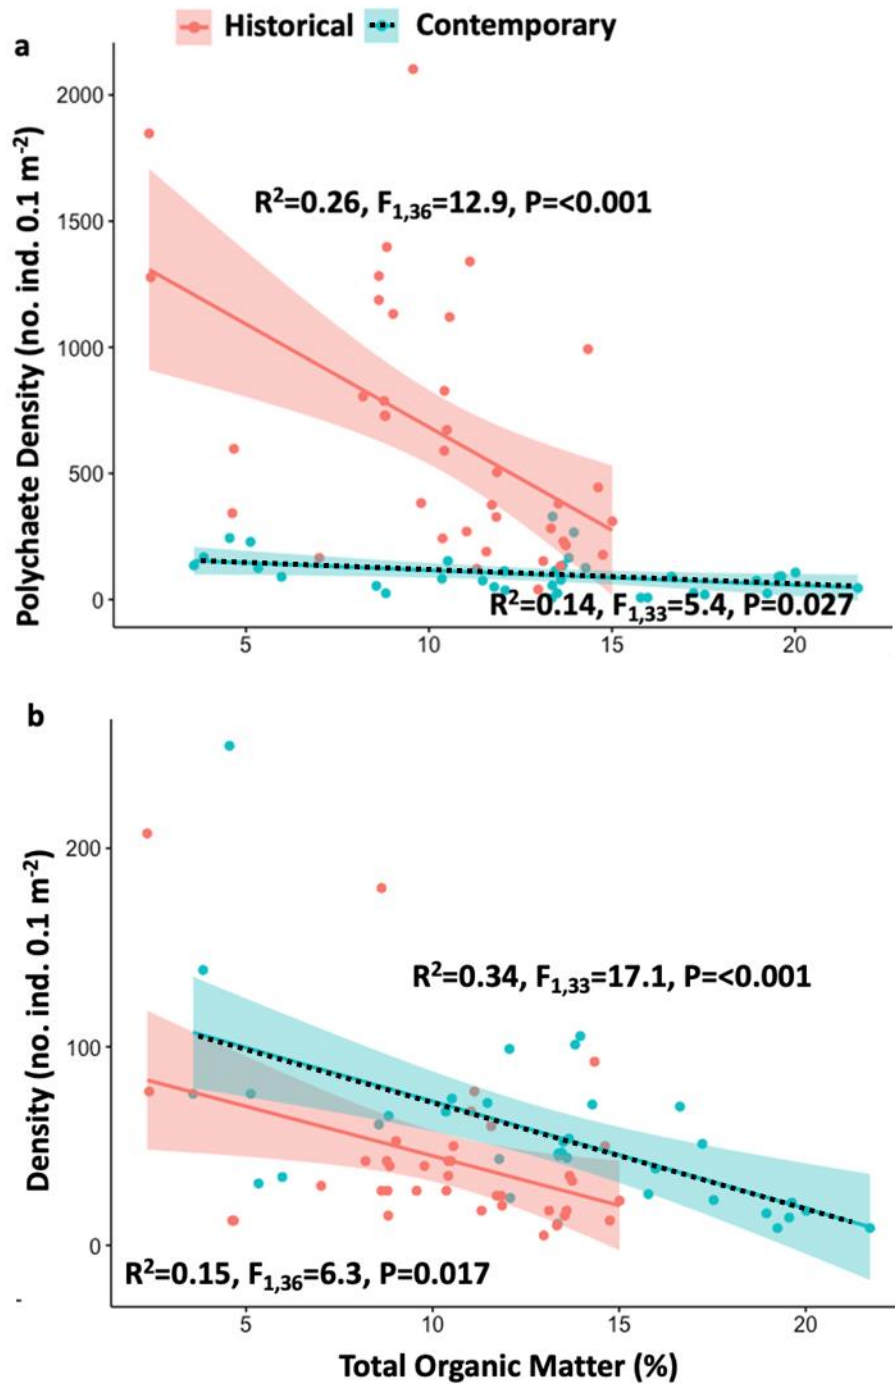 Historical Contemporary
a
Polychaete Density (no. ind. 0.1 m⁻²)
2000
1500
1000
500
0
R²=0.26, F₁,₃₆=12.9, P=<0.001
R²=0.14, F₁,₃₃=5.4, P=0.027
5 10 15 20
b
Density (no. ind. 0.1 m⁻²)
200
100
0
R²=0.34, F₁,₃₃=17.1, P=<0.001
R²=0.15, F₁,₃₆=6.3, P=0.017
-
5 10 15 20
Total Organic Matter (%)